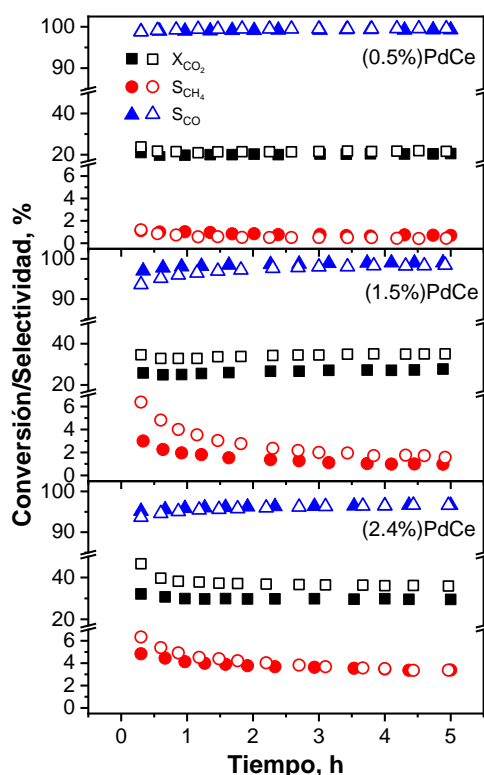 100
(0.5%)PdCe
90
X_CO₂
S_CH₄
S_CO
40
20
6
4
2
0
100
(1.5%)PdCe
90
40
20
6
4
2
0
100
(2.4%)PdCe
90
60
40
20
8
6
4
2
0
0 1 2 3 4 5
Tiempo, h
Conversión/Selectividad, %